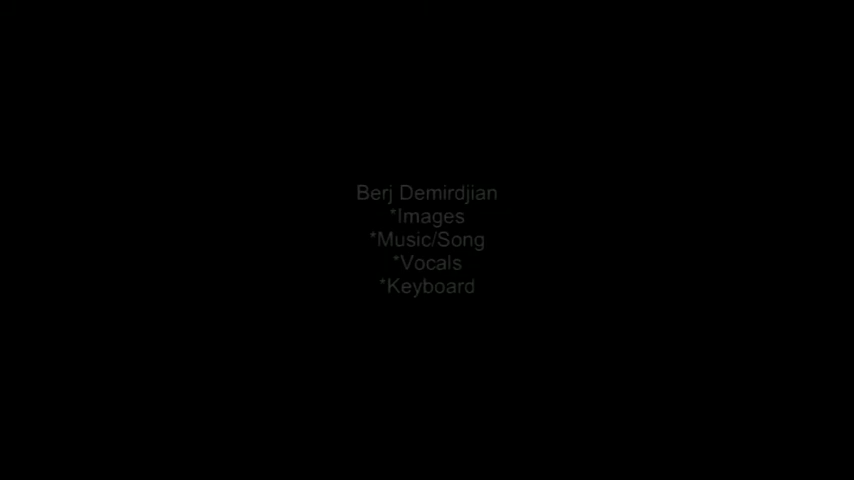 Berj Demirdjian
*Images
*Music/Song
*Vocals
*Keyboard